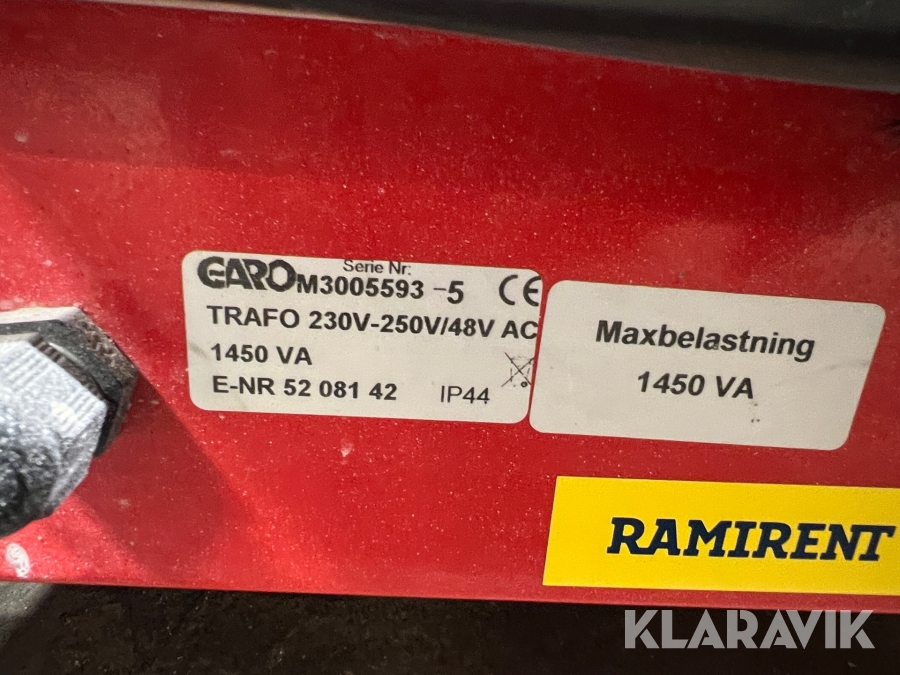 GARO Serie Nr:
M3005593 -5 CE
TRAFO 230V-250V/48V AC
1450 VA
E-NR 52 081 42 IP44
Maxbelastning
1450 VA
RAMIRENT
KLARAVIK